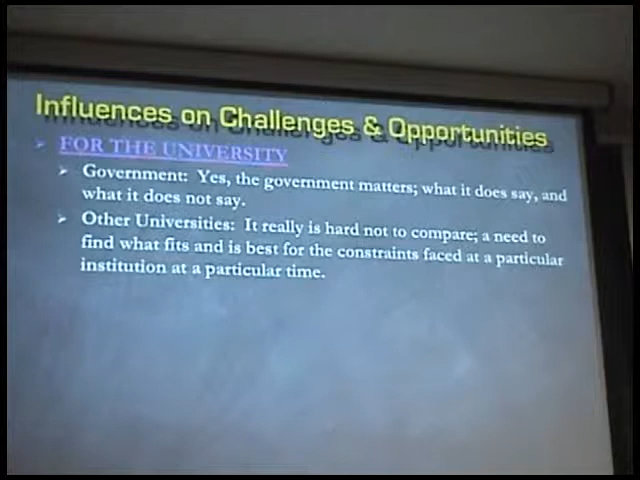 Influences on Challenges & Opportunities
FOR THE UNIVERSITY
Government: Yes, the government matters; what it does say, and
what it does not say.
Other Universities: It really is hard not to compare; a need to
find what fits and is best for the constraints faced at a particular
institution at a particular time.